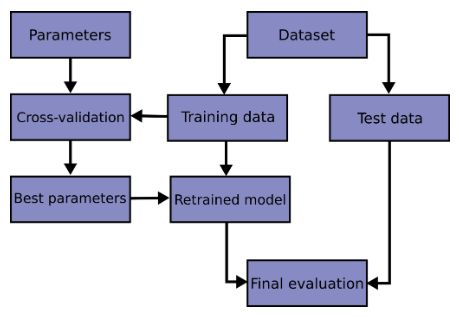 Parameters
Dataset
Cross-validation
Training data
Test data
Best parameters
Retrained model
Final evaluation